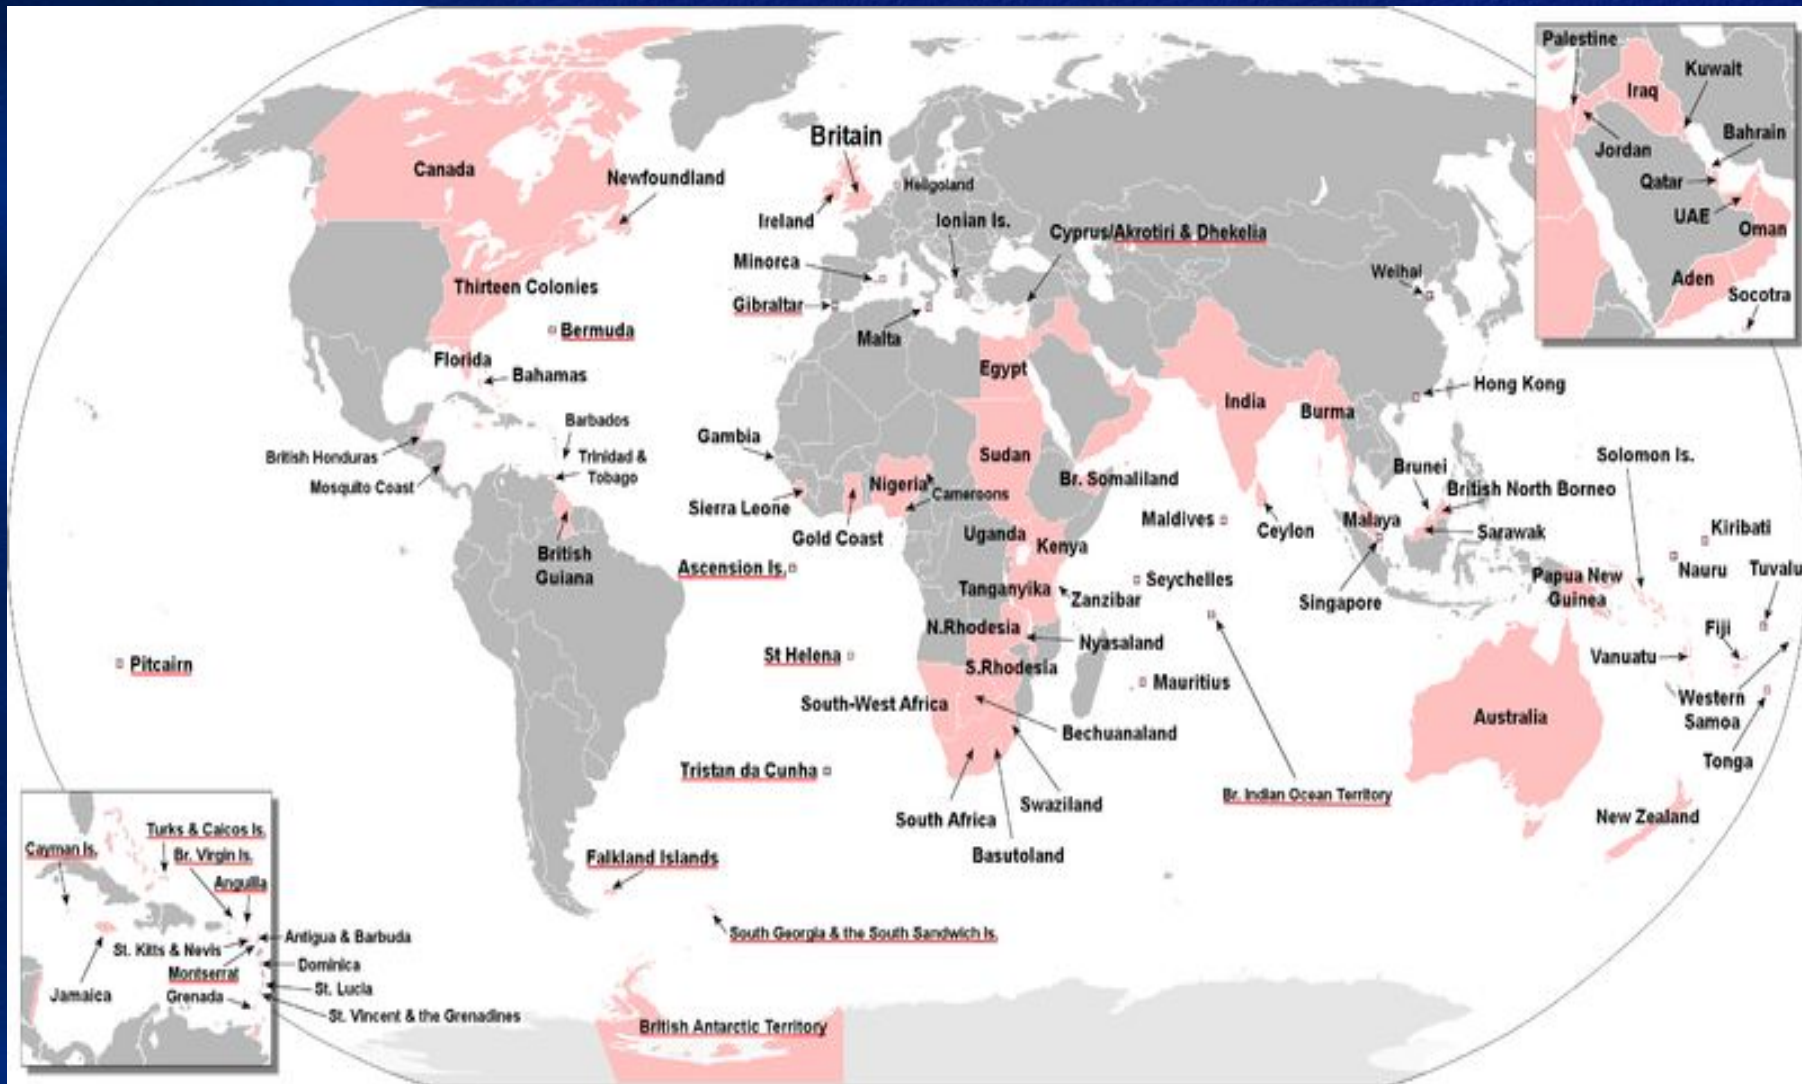 Palestine
Kuwait
Iraq
Bahrain
Jordan
Qatar
UAE
Oman
Aden
Socotra
Britain
Canada
Newfoundland
Heligoland
Ireland
Ionian Is.
Cyprus/Akrotiri & Dhekelia
Minorca
Weihai
Thirteen Colonies
Gibraltar
Malta
Bermuda
Florida
Bahamas
Egypt
Hong Kong
India
Burma
Barbados
Gambia
British Honduras
Trinidad &
Tobago
Mosquito Coast
Sudan
Solomon Is.
Brunei
Nigeria
Cameroons
Br. Somaliland
British North Borneo
Sierra Leone
Gold Coast
Maldives
Ceylon
Malaya
Sarawak
Kiribati
Uganda
Kenya
British
Guiana
Ascension Is.
Tanganyika
Zanzibar
Seychelles
Singapore
Papua New
Guinea
Nauru
Tuvalu
N.Rhodesia
Nyasaland
Fiji
Pitcairn
St Helena
S.Rhodesia
Vanuatu
Mauritius
South-West Africa
Western
Samoa
Bechuanaland
Australia
Tonga
Tristan da Cunha
Swaziland
Br. Indian Ocean Territory
South Africa
New Zealand
Basutoland
Falkland Islands
South Georgia & the South Sandwich Is.
British Antarctic Territory
Turks & Caicos Is.
Cayman Is.
Br. Virgin Is.
Anguilla
Antigua & Barbuda
St. Kitts & Nevis
Montserrat
Dominica
Jamaica
St. Lucia
Grenada
St. Vincent & the Grenadines